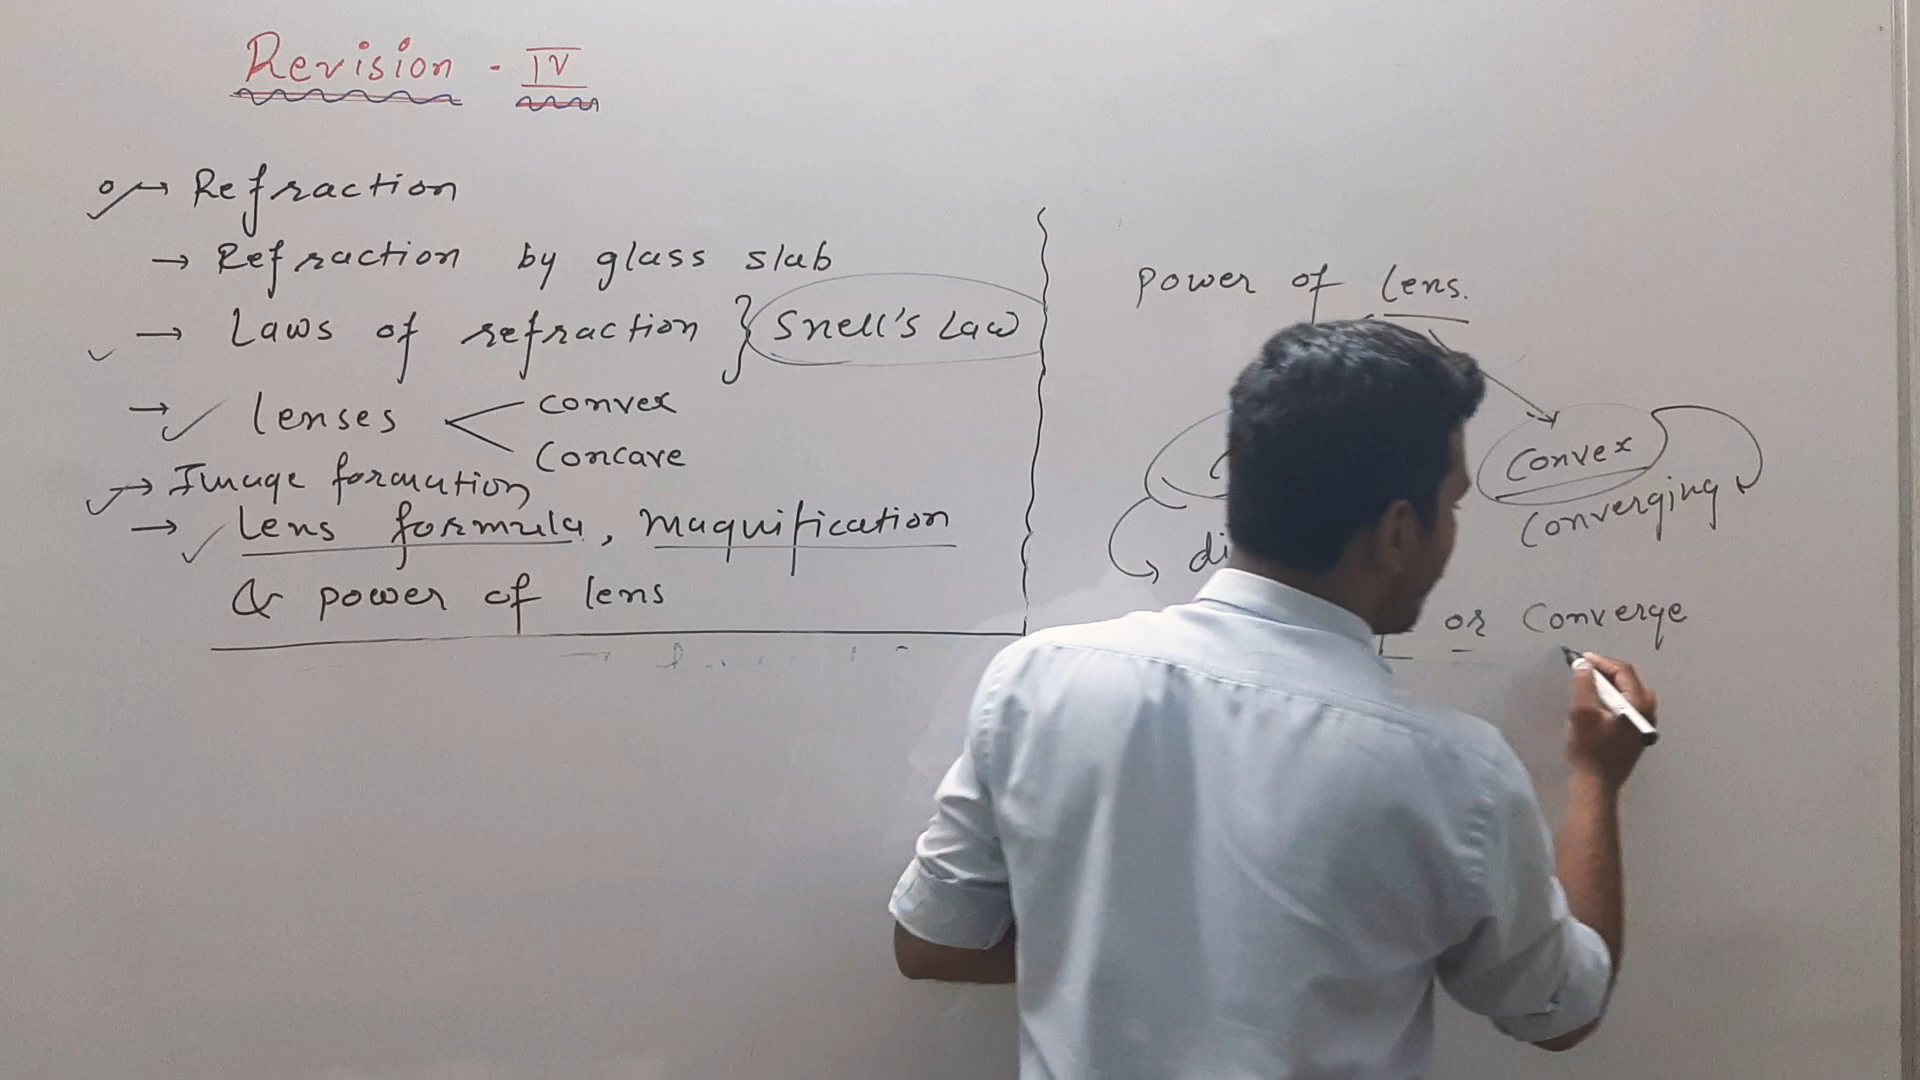 Revision - IV
Refraction
→ Refraction by glass slab
→ Laws of refraction } Snell's Law
→ lenses
convex
concave
→ Image formation
→ lens formula, magnification
& power of lens
power of lens.
convex
converging
or converge